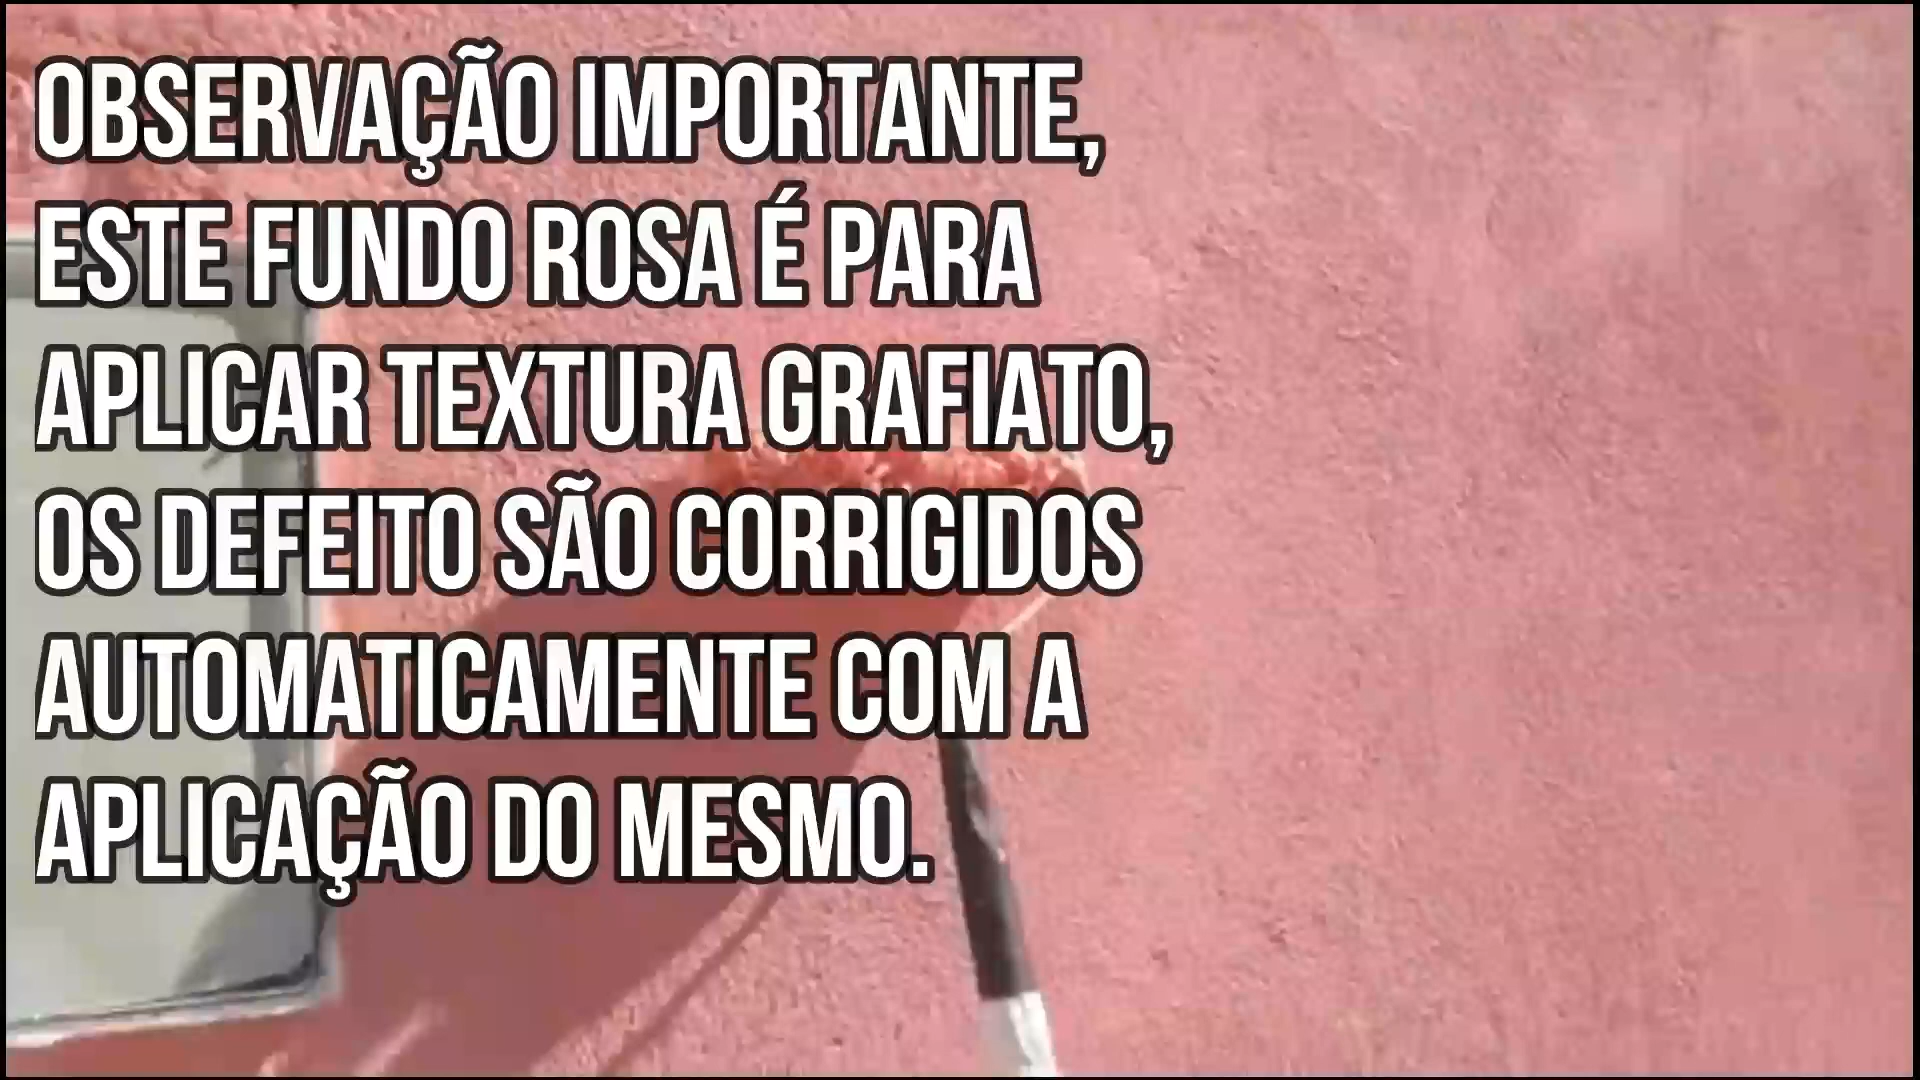 OBSERVAÇÃO IMPORTANTE,
ESTE FUNDO ROSA É PARA
APLICAR TEXTURA GRAFIATO,
OS DEFEITO SÃO CORRIGIDOS
AUTOMATICAMENTE COM A
APLICAÇÃO DO MESMO.